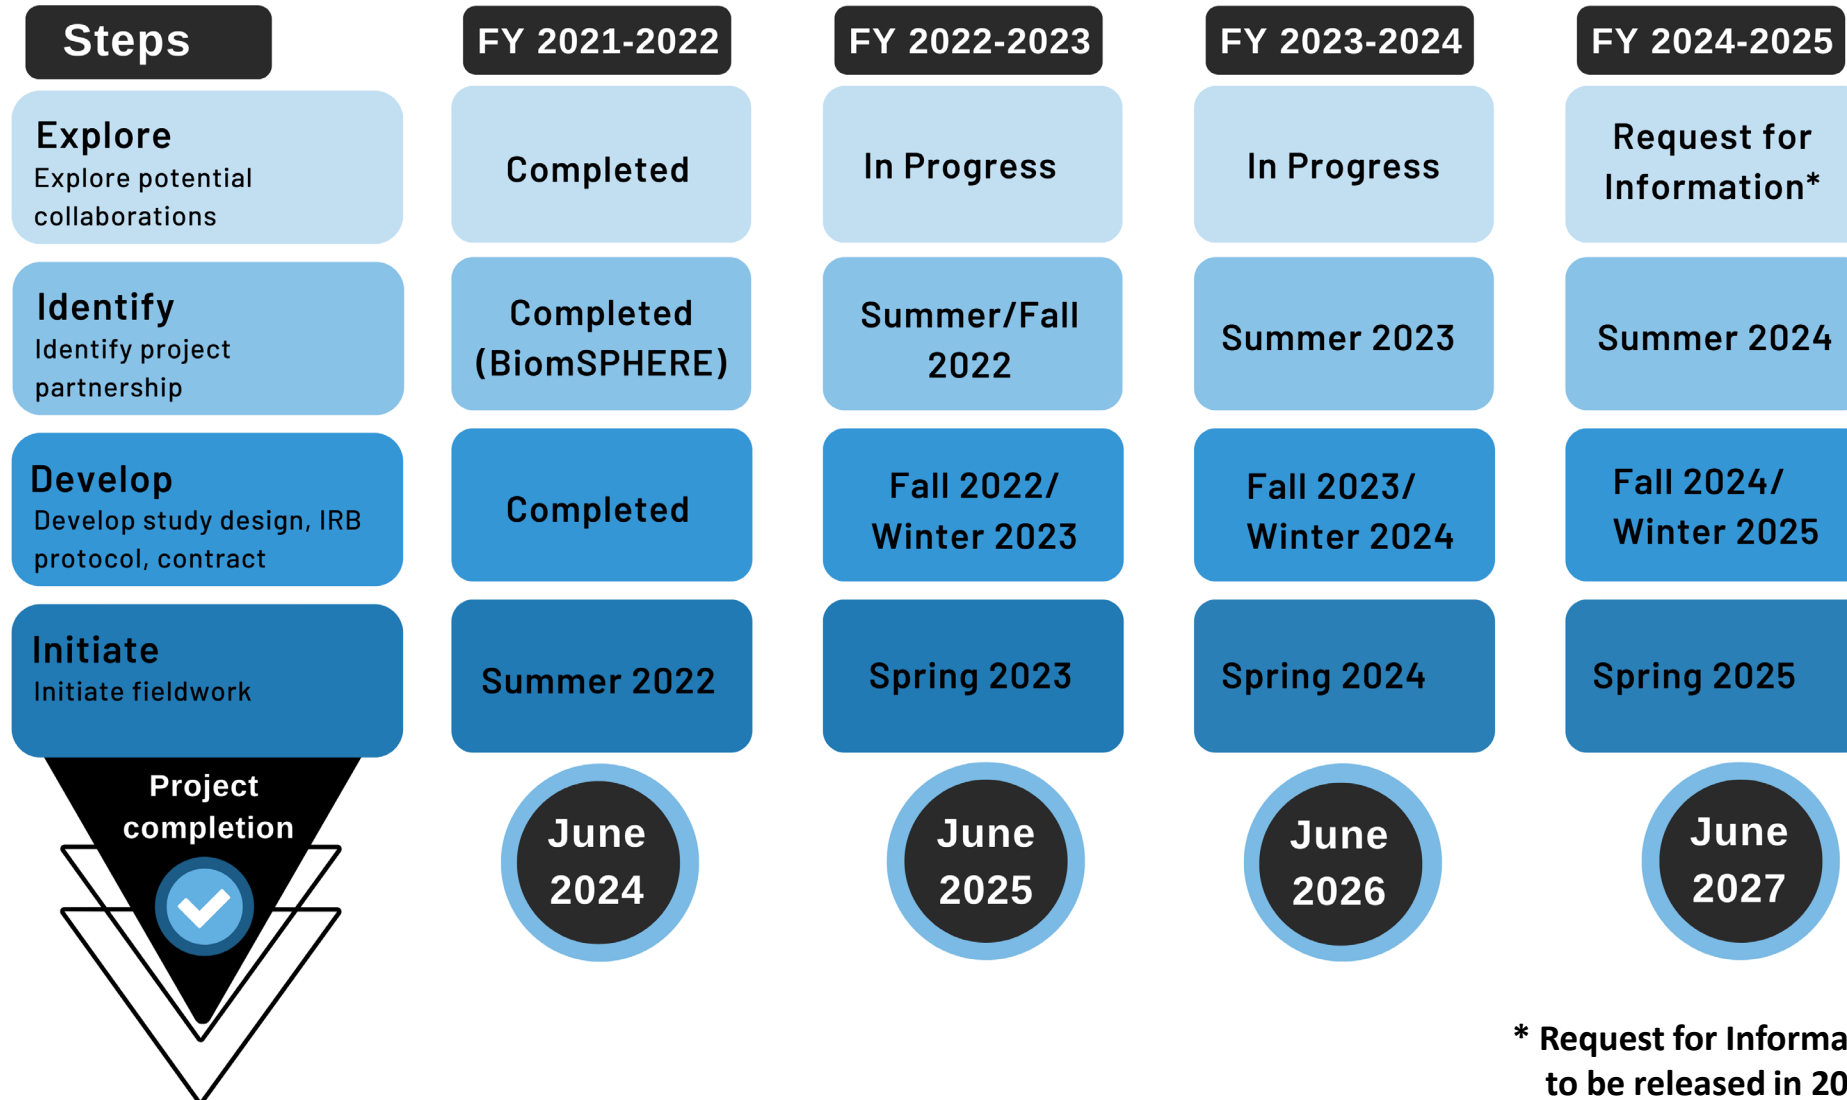 Steps
FY 2021-2022
FY 2022-2023
FY 2023-2024
FY 2024-2025
Explore
Explore potential
collaborations
Completed
In Progress
In Progress
Request for
Information*
Identify
Identify project
partnership
Completed
(BiomSPHERE)
Summer/Fall
2022
Summer 2023
Summer 2024
Develop
Develop study design, IRB
protocol, contract
Completed
Fall 2022/
Winter 2023
Fall 2023/
Winter 2024
Fall 2024/
Winter 2025
Initiate
Initiate fieldwork
Summer 2022
Spring 2023
Spring 2024
Spring 2025
Project
completion
June
2024
June
2025
June
2026
June
2027
* Request for
to be released in